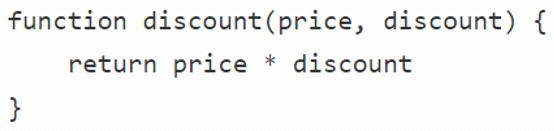 function discount(price, discount) {
    return price * discount
}